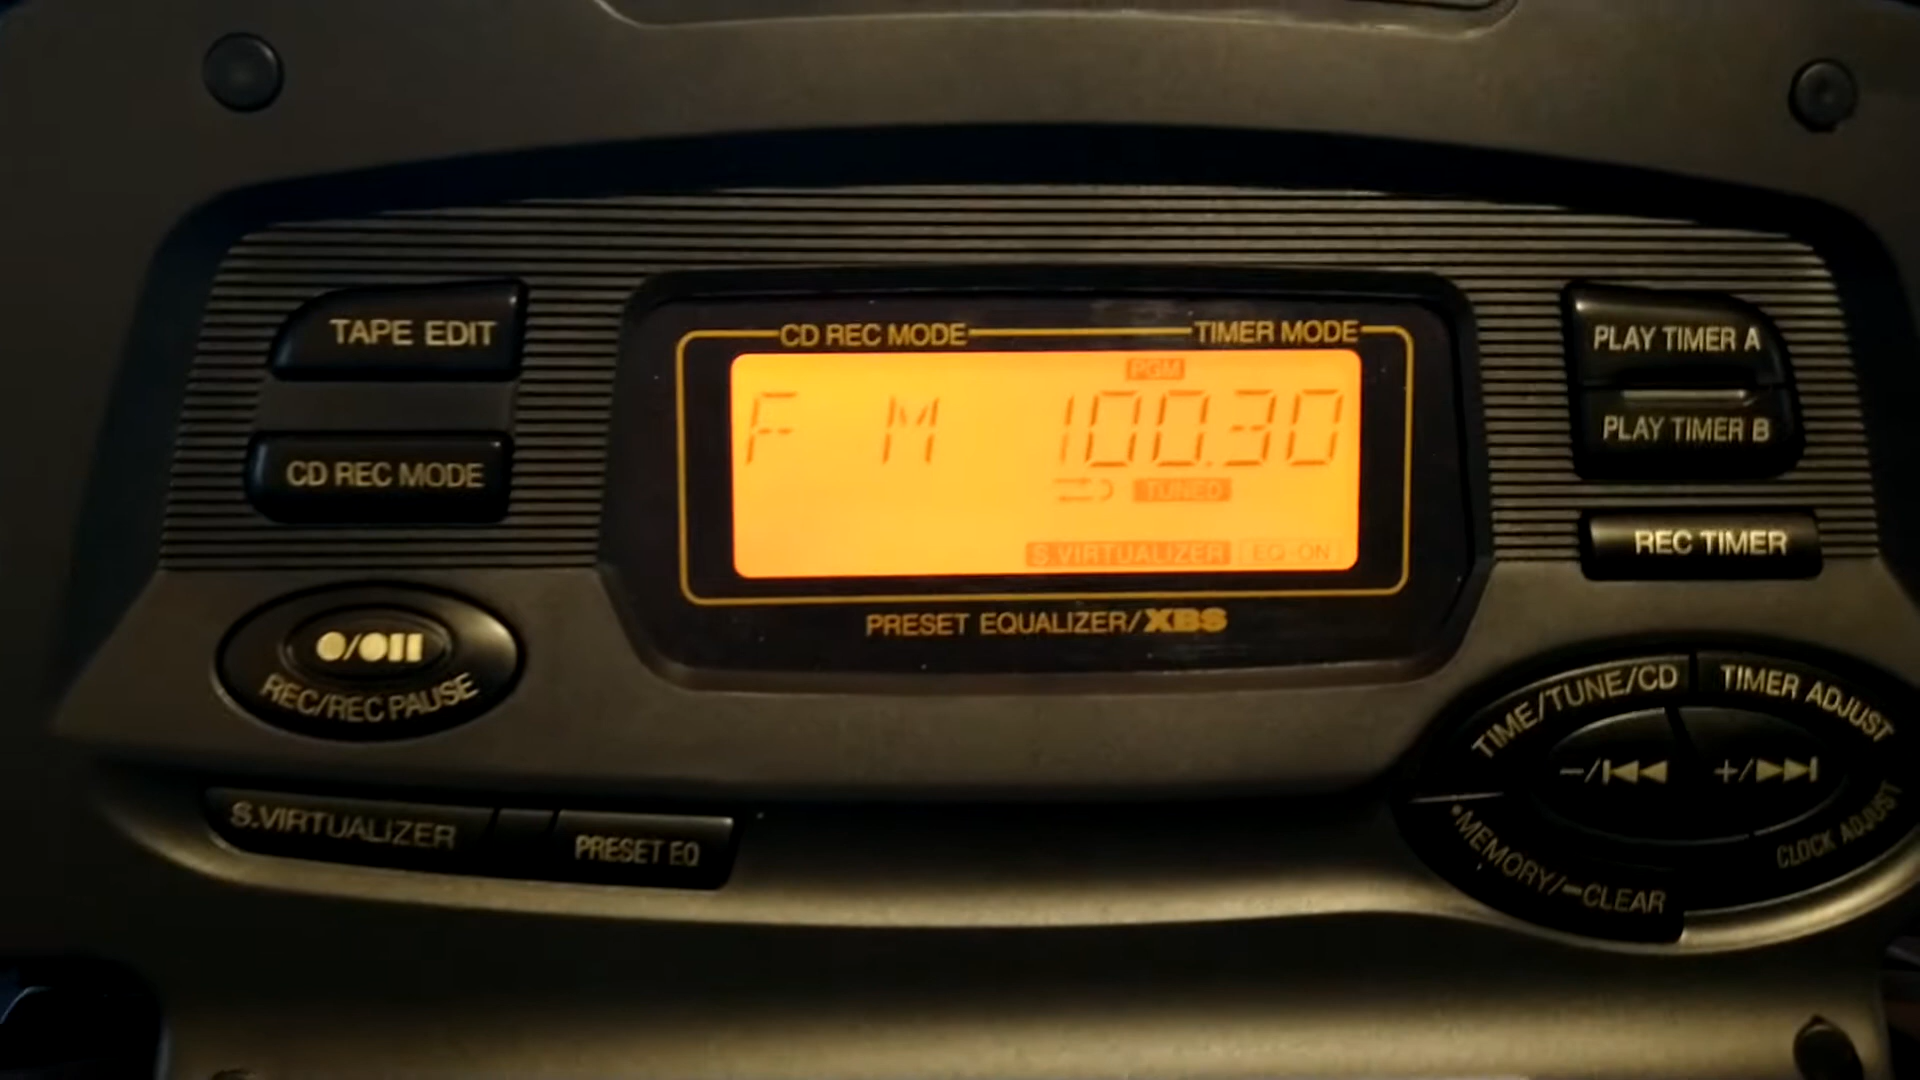 TAPE EDIT
CD REC MODE
CD REC MODE
TIMER MODE
PGM
F M 100.30
TUNED
S.VIRTUALIZER EQ-ON
PRESET EQUALIZER/XBS
PLAY TIMER A
PLAY TIMER B
REC TIMER
REC/REC PAUSE
S.VIRTUALIZER
PRESET EQ
TIME/TUNE/CD
TIMER ADJUST
−/⏮ +/⏭
•MEMORY/━CLEAR
CLOCK ADJUST